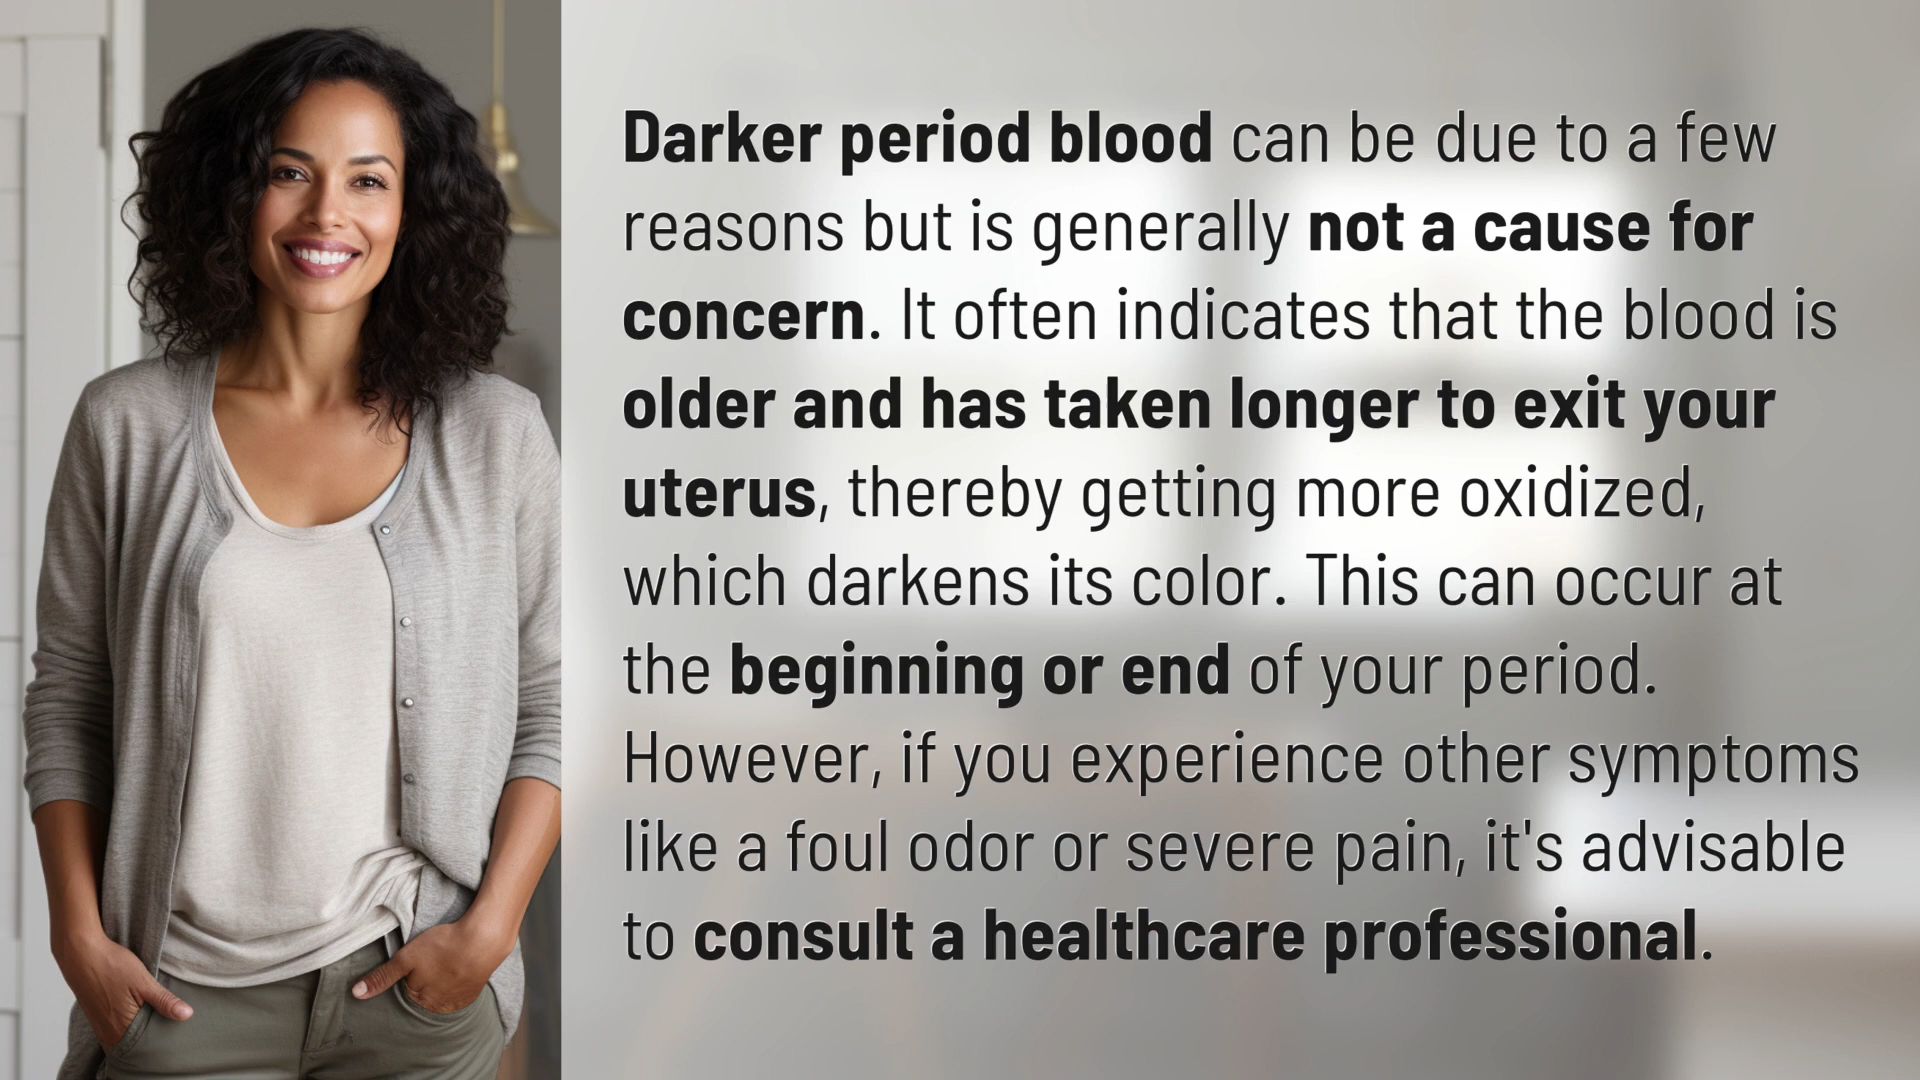 Darker period blood can be due to a few
reasons but is generally not a cause for
concern. It often indicates that the blood is
older and has taken longer to exit your
uterus, thereby getting more oxidized,
which darkens its color. This can occur at
the beginning or end of your period.
However, if you experience other symptoms
like a foul odor or severe pain, it's advisable
to consult a healthcare professional.